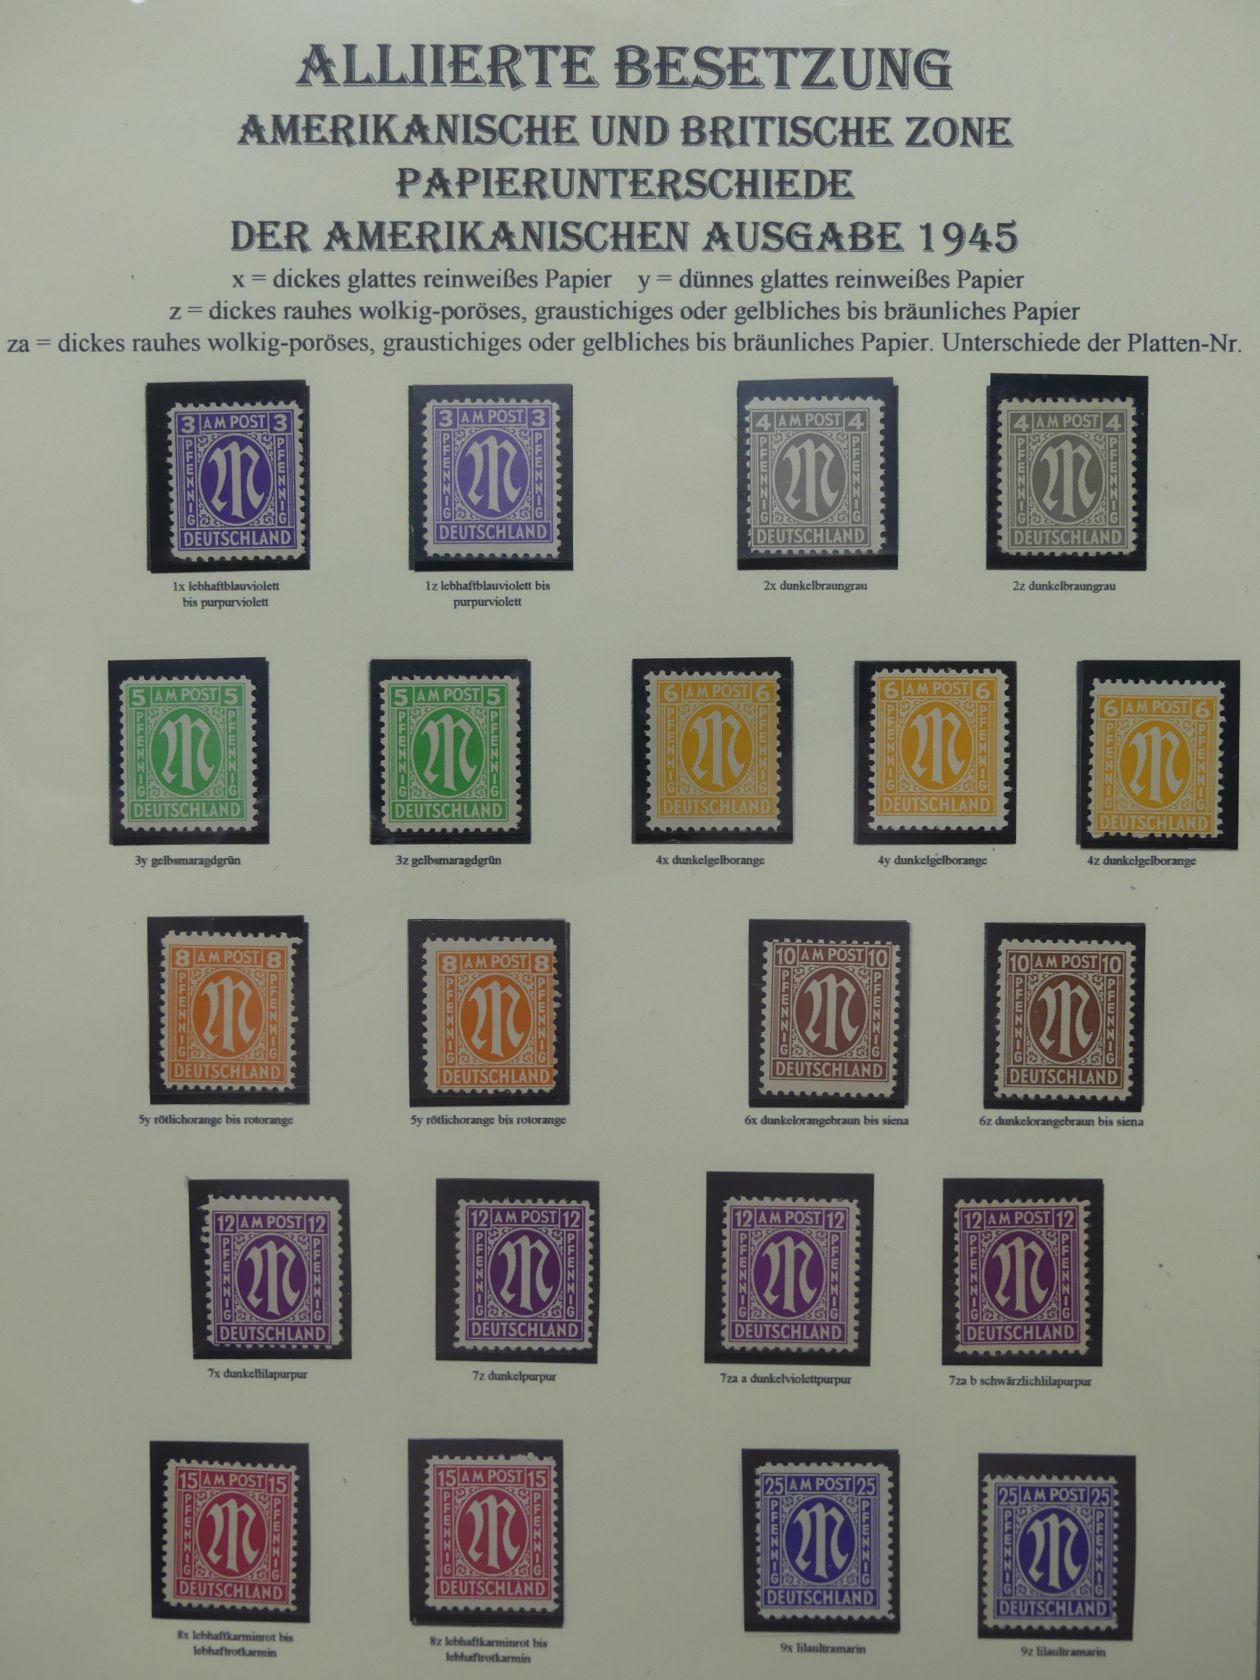 ALLIIERTE BESETZUNG
AMERIKANISCHE UND BRITISCHE ZONE
PAPIERUNTERSCHIEDE
DER AMERIKANISCHEN AUSGABE 1945
x = dickes glattes reinweißes Papier y = dünnes glattes reinweißes Papier
z = dickes rauhes wolkig-poröses, graustichiges oder gelbliches bis bräunliches Papier
za = dickes rauhes wolkig-poröses, graustichiges oder gelbliches bis bräunliches Papier. Unterschiede der Platten-Nr.
3 AM POST 3
PFENNIG M PFENNIG
DEUTSCHLAND
3 AM POST 3
PFENNIG M PFENNIG
DEUTSCHLAND
4 AM POST 4
PFENNIG M PFENNIG
DEUTSCHLAND
4 AM POST 4
PFENNIG M PFENNIG
DEUTSCHLAND
1x lebhaftblauviolett
bis purpurviolett
1z lebhaftblauviolett bis
purpurviolett
2x dunkelbraungrau
2z dunkelbraungrau
5 AM POST 5
PFENNIG M PFENNIG
DEUTSCHLAND
5 AM POST 5
PFENNIG M PFENNIG
DEUTSCHLAND
6 AM POST 6
PFENNIG M PFENNIG
DEUTSCHLAND
6 AM POST 6
PFENNIG M PFENNIG
DEUTSCHLAND
6 AM POST 6
PFENNIG M PFENNIG
DEUTSCHLAND
3y gelbsmaragdgrün
3z gelbsmaragdgrün
4x dunkelgelborange
4y dunkelgelborange
4z dunkelgelborange
8 AM POST 8
PFENNIG M PFENNIG
DEUTSCHLAND
8 AM POST 8
PFENNIG M PFENNIG
DEUTSCHLAND
10 AM POST 10
PFENNIG M PFENNIG
DEUTSCHLAND
10 AM POST 10
PFENNIG M PFENNIG
DEUTSCHLAND
5y rötlichorange bis rotorange
5y rötlichorange bis rotorange
6x dunkelorangebraun bis siena
6z dunkelorangebraun bis siena
12 AM POST 12
PFENNIG M PFENNIG
DEUTSCHLAND
12 AM POST 12
PFENNIG M PFENNIG
DEUTSCHLAND
12 AM POST 12
PFENNIG M PFENNIG
DEUTSCHLAND
12 AM POST 12
PFENNIG M PFENNIG
DEUTSCHLAND
7x dunkellilapurpur
7z dunkelpurpur
7za a dunkelviolettpurpur
7za b schwärzlichlilapurpur
15 AM POST 15
PFENNIG M PFENNIG
DEUTSCHLAND
15 AM POST 15
PFENNIG M PFENNIG
DEUTSCHLAND
25 AM POST 25
PFENNIG M PFENNIG
DEUTSCHLAND
25 AM POST 25
PFENNIG M PFENNIG
DEUTSCHLAND
8x lebhaftkarminrot bis
lebhaftrotkarmin
8z lebhaftkarminrot bis
lebhaftrotkarmin
9x lilaultramarin
9z lilaultramarin